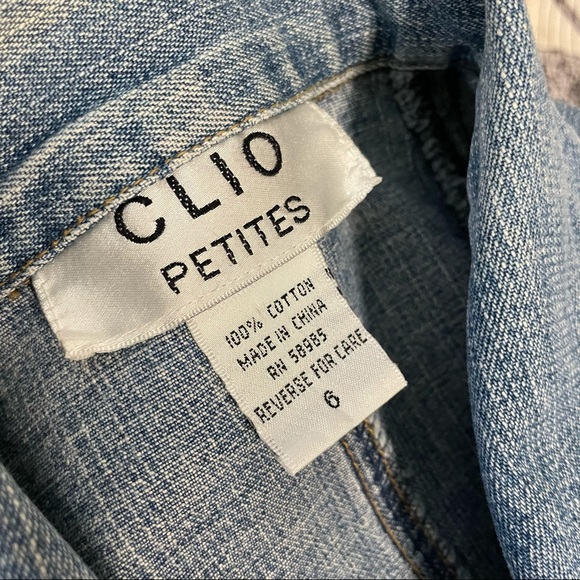 CLIO
PETITES
100% COTTON
MADE IN CHINA
RN 58985
REVERSE FOR CARE
6